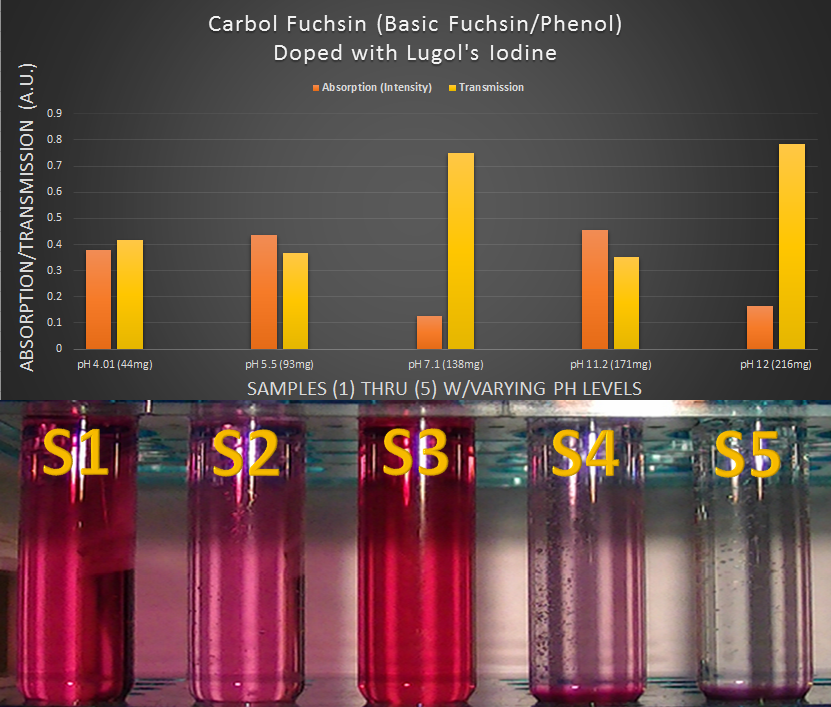 Carbol Fuchsin (Basic Fuchsin/Phenol)
Doped with Lugol's Iodine
Absorption (Intensity) Transmission
ABSORPTION/TRANSMISSION (A.U.)
0.9
0.8
0.7
0.6
0.5
0.4
0.3
0.2
0.1
0
pH 4.01 (44mg) pH 5.5 (93mg) pH 7.1 (138mg) pH 11.2 (171mg) pH 12 (216mg)
SAMPLES (1) THRU (5) W/VARYING PH LEVELS
S1 S2 S3 S4 S5